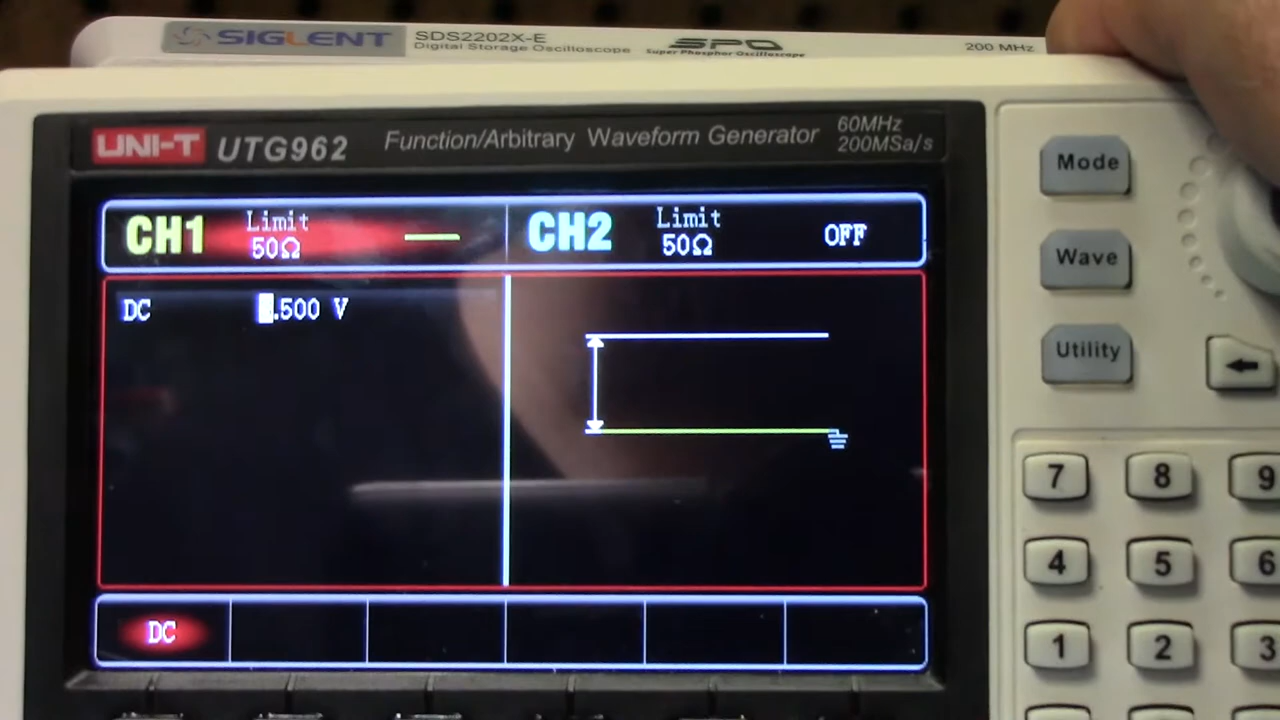 SIGLENT SDS2202X-E
Digital Storage Oscilloscope
SPO
Super Phosphor Oscilloscope
200 MHz
UNI-T UTG962 Function/Arbitrary Waveform Generator
60MHz
200MSa/s
CH1 Limit
50Ω
CH2 Limit
50Ω
OFF
DC .500 V
DC
Mode
Wave
Utility
7 8 9
4 5 6
1 2 3